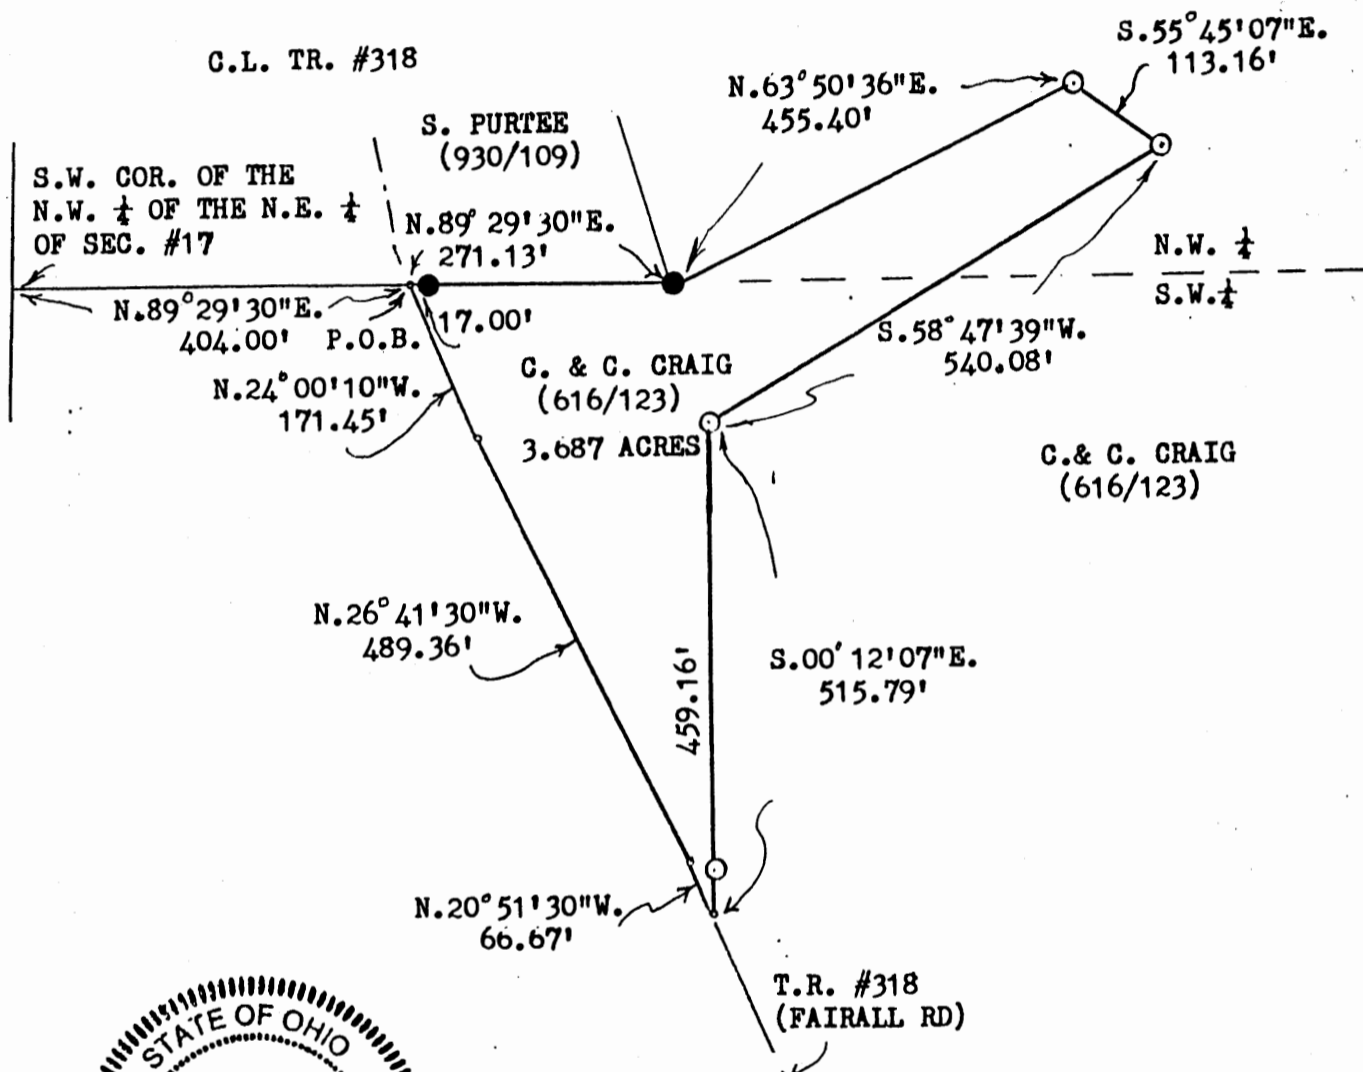 C.L. TR. #318
S.55°45'07"E.
113.16'
N.63°50'36"E.
455.40'
S. PURTEE
(930/109)
S.W. COR. OF THE
N.W. ¼ OF THE N.E. ¼
OF SEC. #17
N.89° 29'30"E.
271.13'
N.W. ¼
S.W.¼
N.89°29'30"E.
404.00'
P.O.B.
17.00'
S.58°47'39"W.
540.08'
C. & C. CRAIG
(616/123)
3.687 ACRES
N.24°00'10"W.
171.45'
C.& C. CRAIG
(616/123)
N.26°41'30"W.
489.36'
459.16'
S.00°12'07"E.
515.79'
N.20°51'30"W.
66.67'
T.R. #318
(FAIRALL RD)
STATE OF OHIO